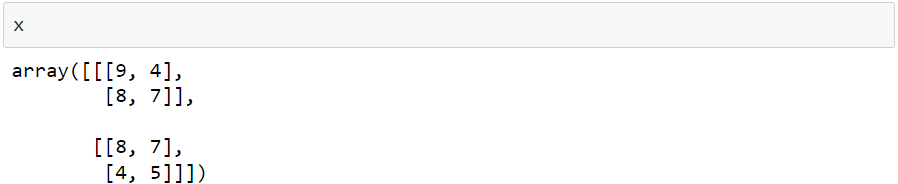 x
array([[[9, 4],
        [8, 7]],

       [[8, 7],
        [4, 5]]])